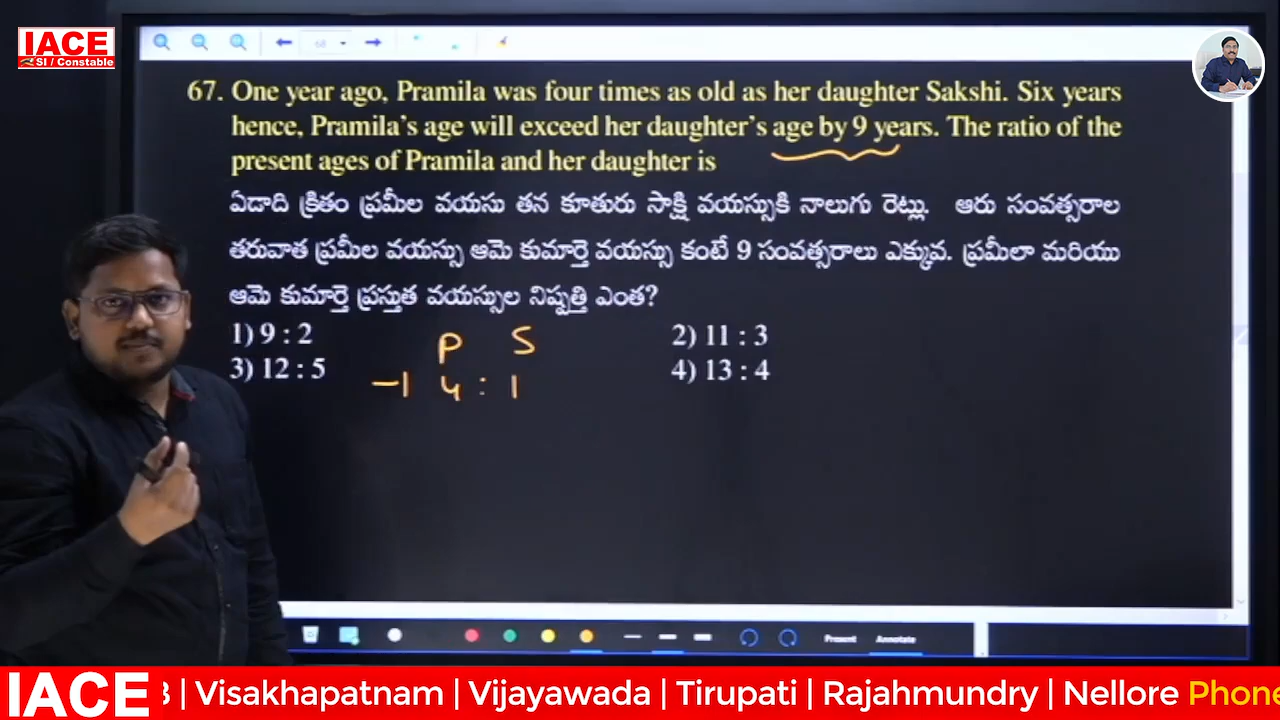 IACE
SI / Constable
68
67. One year ago, Pramila was four times as old as her daughter Sakshi. Six years
hence, Pramila's age will exceed her daughter's age by 9 years. The ratio of the
present ages of Pramila and her daughter is
ఏడాది క్రితం ప్రమీల వయసు తన కూతురు సాక్షి వయస్సుకి నాలుగు రెట్లు. ఆరు సంవత్సరాల
తరువాత ప్రమీల వయస్సు ఆమె కుమార్తె వయస్సు కంటే 9 సంవత్సరాలు ఎక్కువ. ప్రమీలా మరియు
ఆమె కుమార్తె ప్రస్తుత వయస్సుల నిష్పత్తి ఎంత?
1) 9 : 2 2) 11 : 3
P S
3) 12 : 5 4) 13 : 4
-1 4 : 1
Present Annotate
IACE | Visakhapatnam | Vijayawada | Tirupati | Rajahmundry | Nellore Phone